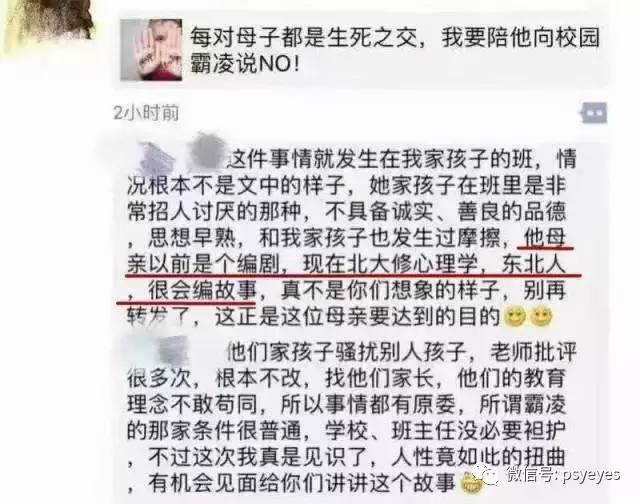 每对母子都是生死之交，我要陪他向校园
霸凌说NO！
2小时前
这件事情就发生在我家孩子的班，情
况根本不是文中的样子，她家孩子在班里是非
常招人讨厌的那种，不具备诚实、善良的品德
，思想早熟，和我家孩子也发生过摩擦，他母
亲以前是个编剧，现在北大修心理学，东北人
，很会编故事，真不是你们想象的样子，别再
转发了，这正是这位母亲要达到的目的
他们家孩子骚扰别人孩子，老师批评
很多次，根本不改，找他们家长，他们的教育
理念不敢苟同，所以事情都有原委，所谓霸凌
的那家条件很普通，学校、班主任没必要袒护
，不过这次我真是见识了，人性竟如此的扭曲
，有机会见面给你们讲讲这个故事
微信号: psyeyes